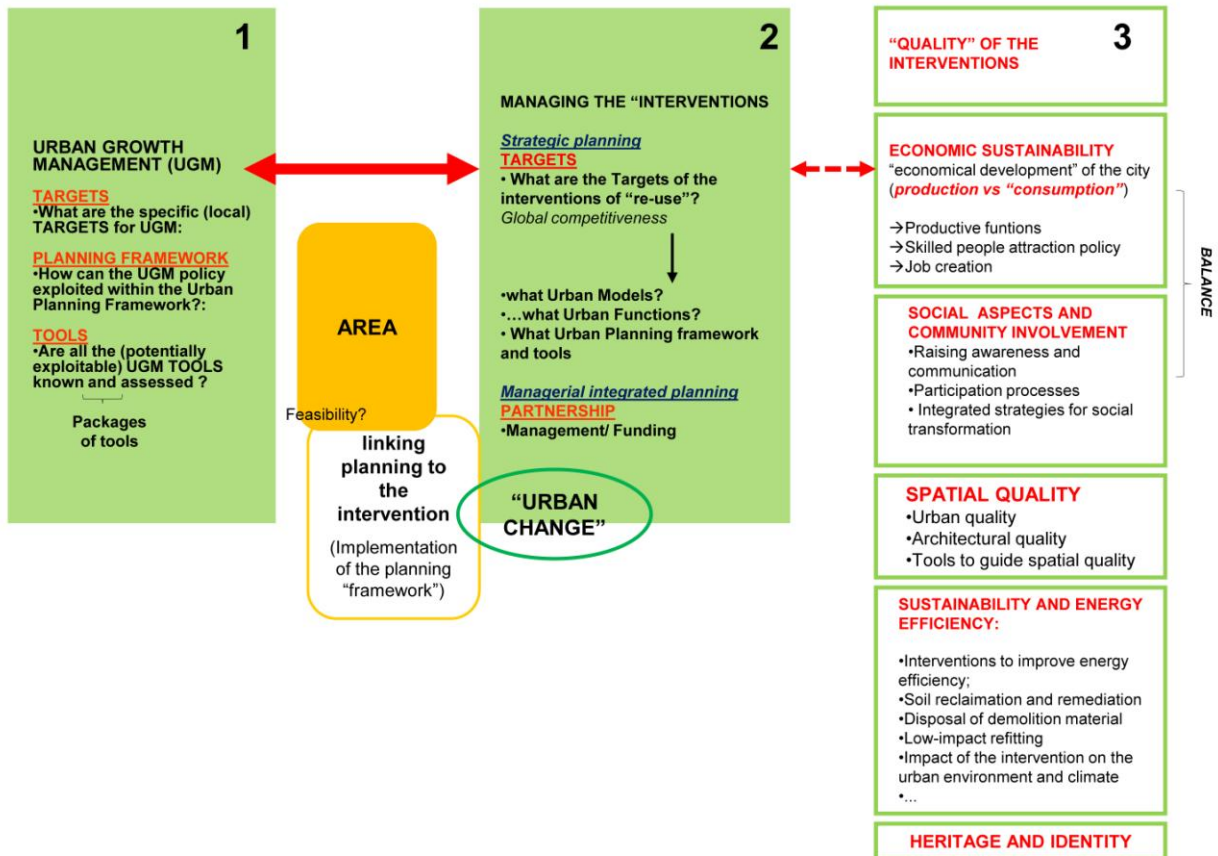 1
URBAN GROWTH
MANAGEMENT (UGM)
TARGETS
•What are the specific (local)
TARGETS for UGM:
PLANNING FRAMEWORK
•How can the UGM policy
exploited within the Urban
Planning Framework?:
TOOLS
•Are all the (potentially
exploitable) UGM TOOLS
known and assessed ?
Packages
of tools
AREA
Feasibility?
linking
planning to
the
intervention
(Implementation
of the planning
“framework”)
2
MANAGING THE “INTERVENTIONS
Strategic planning
TARGETS
• What are the Targets of the
interventions of “re-use”?
Global competitiveness
•what Urban Models?
•…what Urban Functions?
• What Urban Planning framework
and tools
Managerial integrated planning
PARTNERSHIP
•Management/ Funding
“URBAN
CHANGE”
3
“QUALITY” OF THE
INTERVENTIONS
ECONOMIC SUSTAINABILITY
“economical development” of the city
(production vs “consumption”)
→Productive funtions
→Skilled people attraction policy
→Job creation
BALANCE
SOCIAL ASPECTS AND
COMMUNITY INVOLVEMENT
•Raising awareness and
communication
•Participation processes
• Integrated strategies for social
transformation
SPATIAL QUALITY
•Urban quality
•Architectural quality
•Tools to guide spatial quality
SUSTAINABILITY AND ENERGY
EFFICIENCY:
•Interventions to improve energy
efficiency;
•Soil reclamation and remediation
•Disposal of demolition material
•Low-impact refitting
•Impact of the intervention on the
urban environment and climate
•...
HERITAGE AND IDENTITY